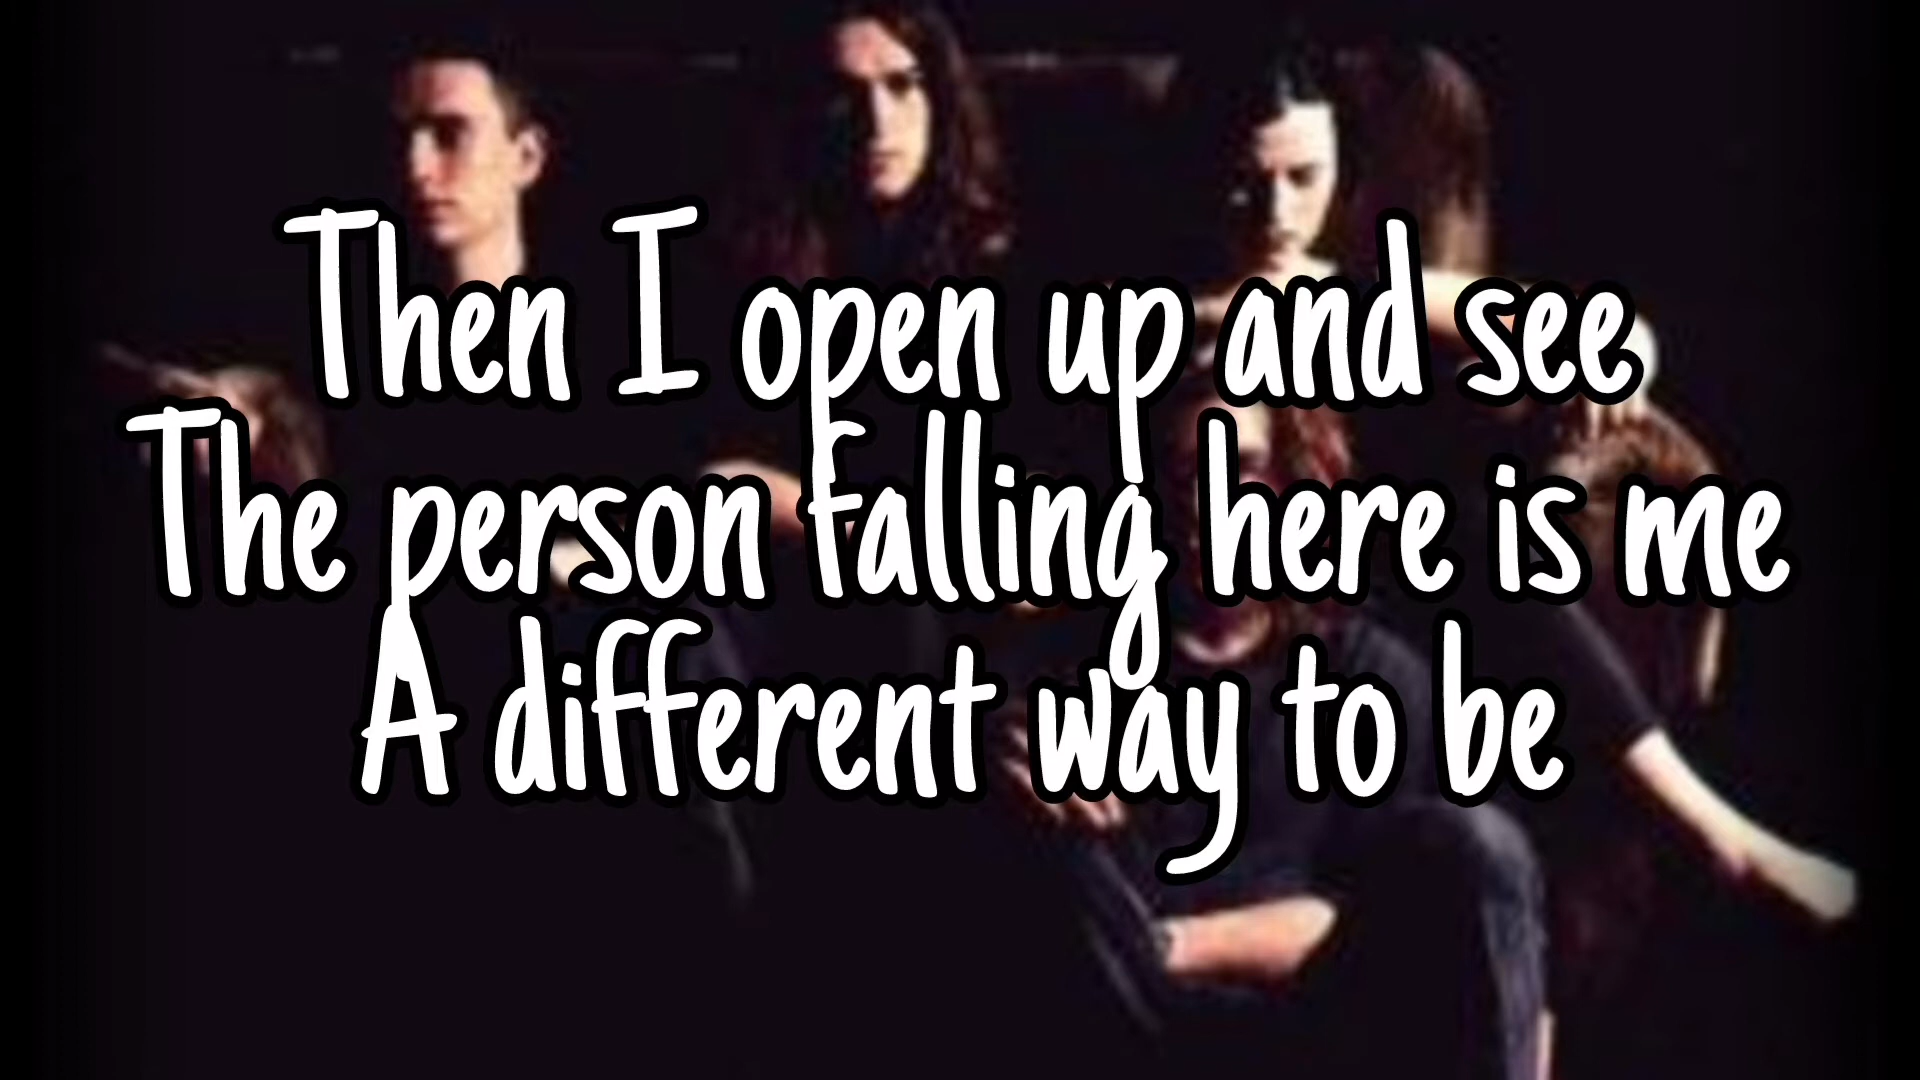 Then I open up and see
The person falling here is me
A different way to be